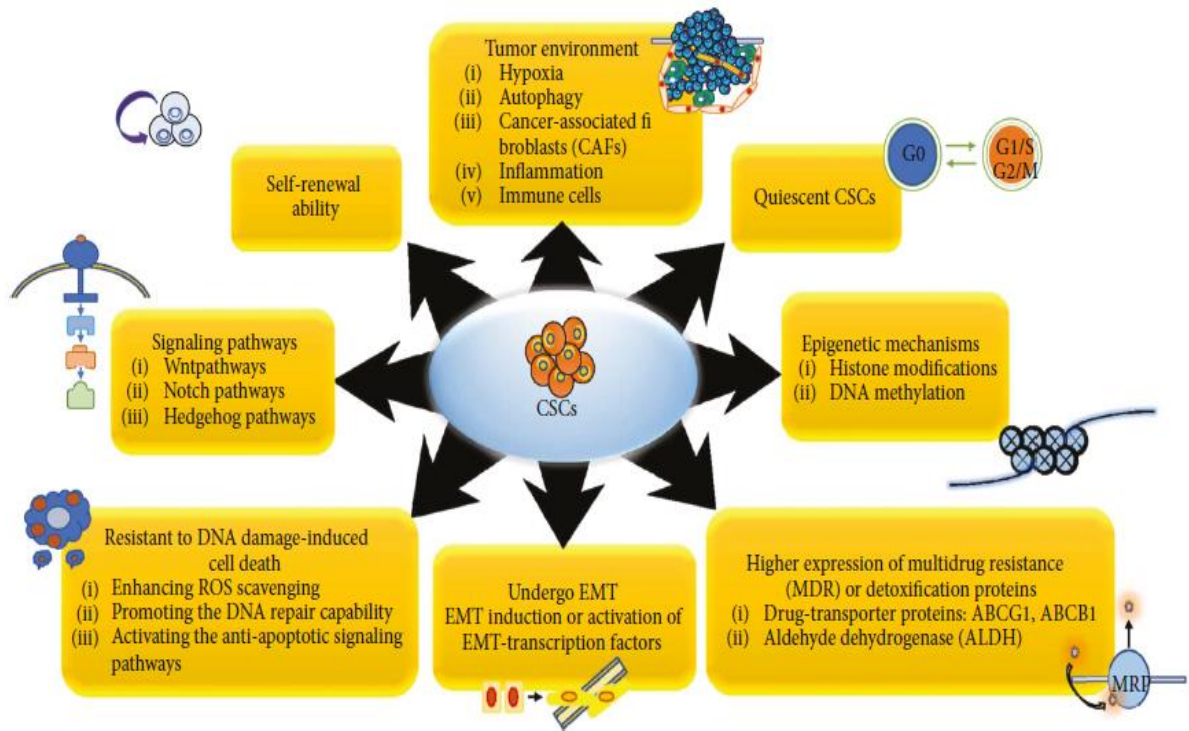 Tumor environment
(i) Hypoxia
(ii) Autophagy
(iii) Cancer-associated fi
broblasts (CAFs)
(iv) Inflammation
(v) Immune cells
Self-renewal
ability
Quiescent CSCs
G0
G1/S
G2/M
Signaling pathways
(i) Wntpathways
(ii) Notch pathways
(iii) Hedgehog pathways
CSCs
Epigenetic mechanisms
(i) Histone modifications
(ii) DNA methylation
Resistant to DNA damage-induced
cell death
(i) Enhancing ROS scavenging
(ii) Promoting the DNA repair capability
(iii) Activating the anti-apoptotic signaling
pathways
Undergo EMT
EMT induction or activation of
EMT-transcription factors
Higher expression of multidrug resistance
(MDR) or detoxification proteins
(i) Drug-transporter proteins: ABCG1, ABCB1
(ii) Aldehyde dehydrogenase (ALDH)
MRP